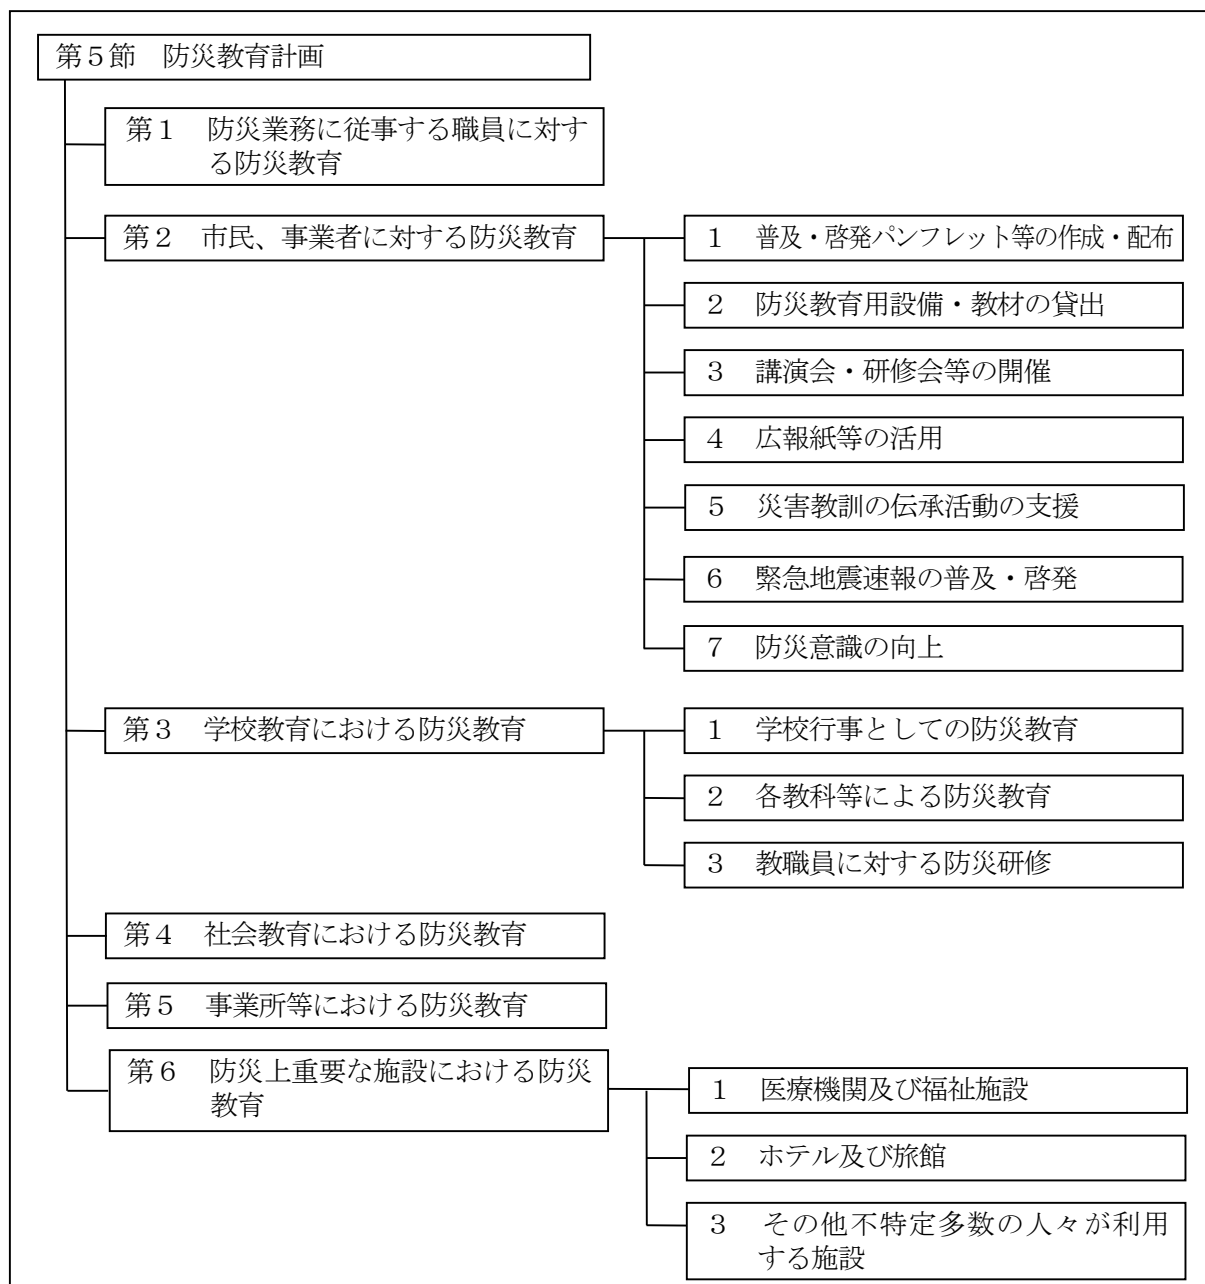 第５節　防災教育計画
第１　防災業務に従事する職員に対す
る防災教育
第２　市民、事業者に対する防災教育
１　普及・啓発パンフレット等の作成・配布
２　防災教育用設備・教材の貸出
３　講演会・研修会等の開催
４　広報紙等の活用
５　災害教訓の伝承活動の支援
６　緊急地震速報の普及・啓発
７　防災意識の向上
第３　学校教育における防災教育
１　学校行事としての防災教育
２　各教科等による防災教育
３　教職員に対する防災研修
第４　社会教育における防災教育
第５　事業所等における防災教育
第６　防災上重要な施設における防災
教育
１　医療機関及び福祉施設
２　ホテル及び旅館
３　その他不特定多数の人々が利用
する施設